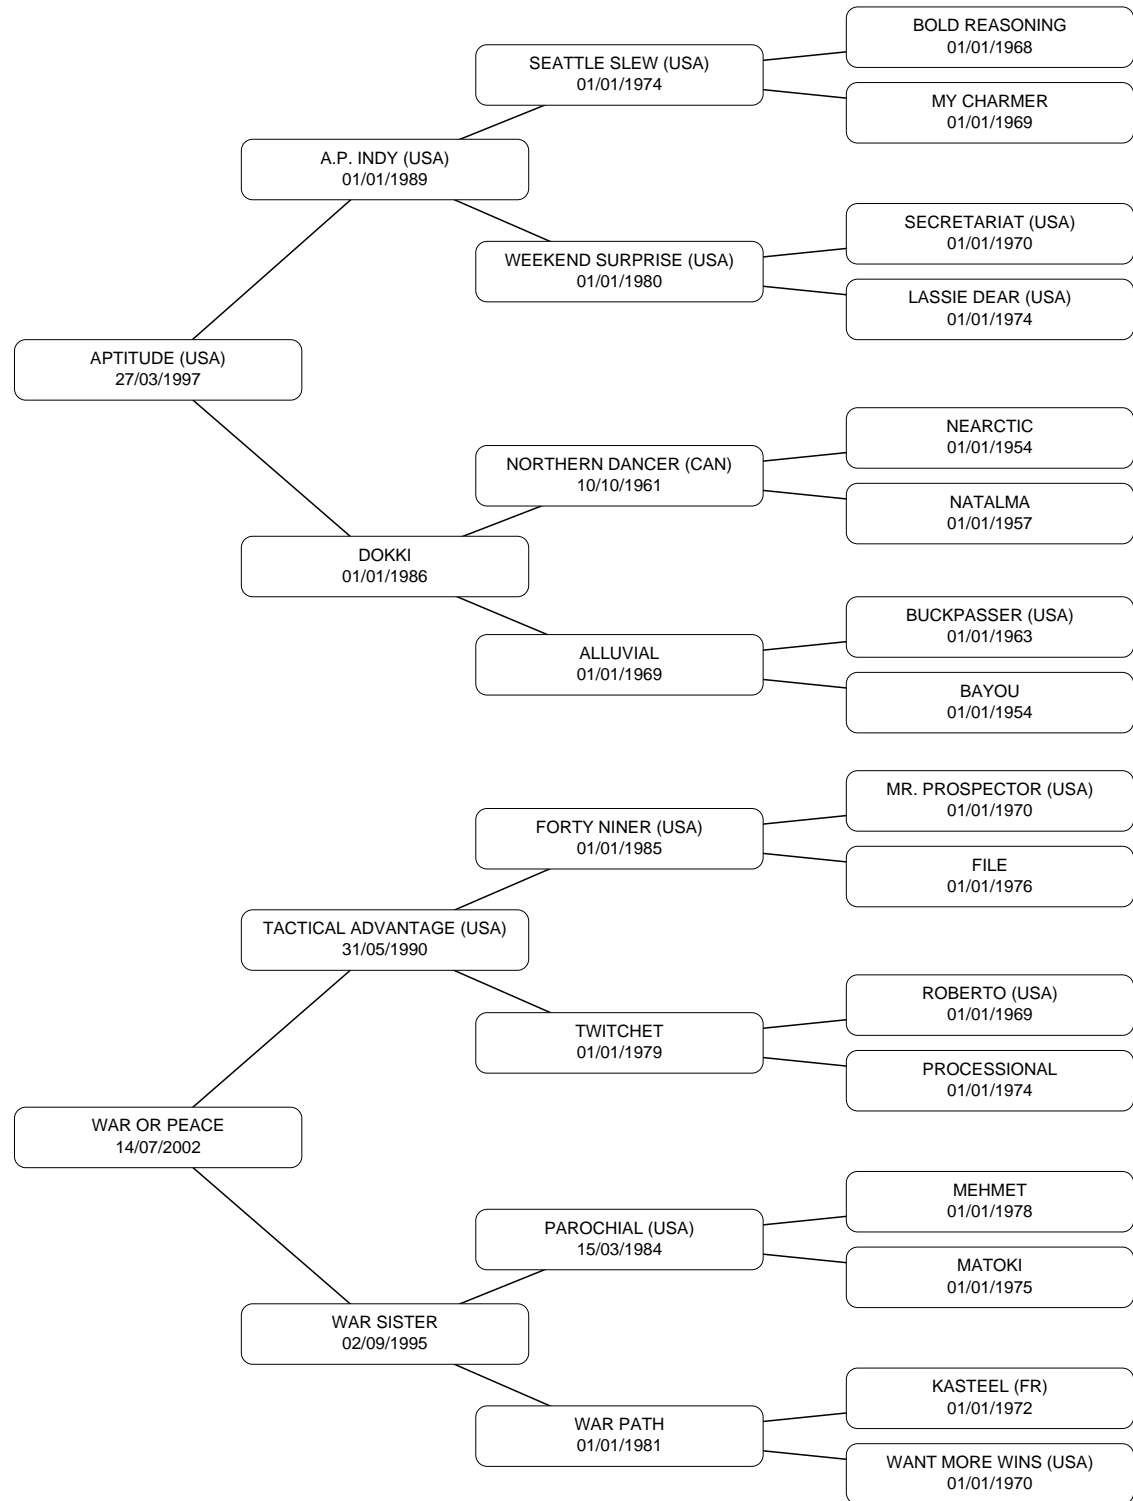 BOLD REASONING
01/01/1968
SEATTLE SLEW (USA)
01/01/1974
MY CHARMER
01/01/1969
A.P. INDY (USA)
01/01/1989
SECRETARIAT (USA)
01/01/1970
WEEKEND SURPRISE (USA)
01/01/1980
LASSIE DEAR (USA)
01/01/1974
APTITUDE (USA)
27/03/1997
NEARCTIC
01/01/1954
NORTHERN DANCER (CAN)
10/10/1961
NATALMA
01/01/1957
DOKKI
01/01/1986
BUCKPASSER (USA)
01/01/1963
ALLUVIAL
01/01/1969
BAYOU
01/01/1954
MR. PROSPECTOR (USA)
01/01/1970
FORTY NINER (USA)
01/01/1985
FILE
01/01/1976
TACTICAL ADVANTAGE (USA)
31/05/1990
ROBERTO (USA)
01/01/1969
TWITCHET
01/01/1979
PROCESSIONAL
01/01/1974
WAR OR PEACE
14/07/2002
MEHMET
01/01/1978
PAROCHIAL (USA)
15/03/1984
MATOKI
01/01/1975
WAR SISTER
02/09/1995
KASTEEL (FR)
01/01/1972
WAR PATH
01/01/1981
WANT MORE WINS (USA)
01/01/1970